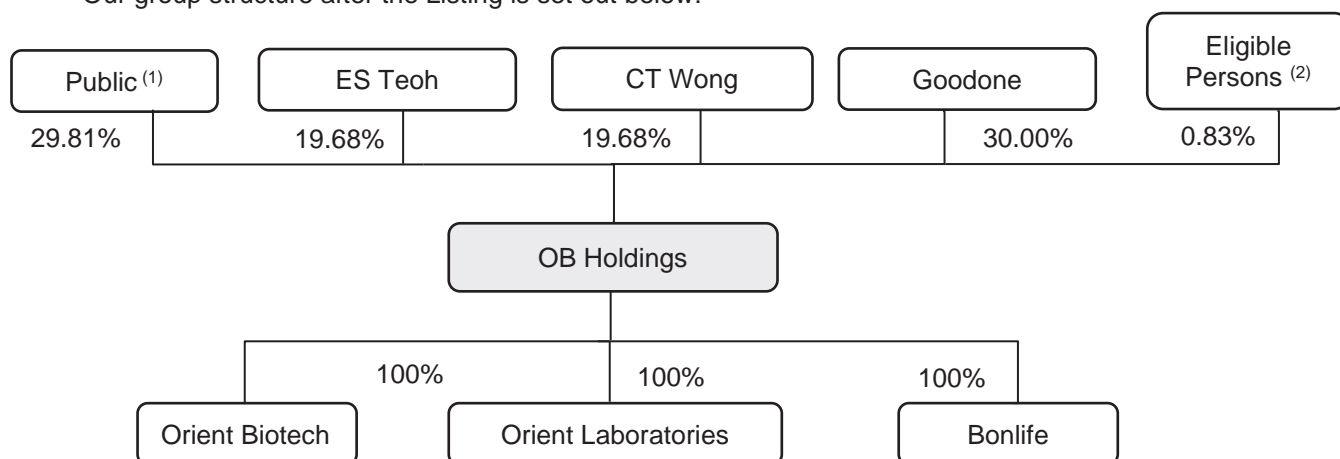 Our group structure after the Listing is set out below:
Public (1)
ES Teoh
CT Wong
Goodone
Eligible
Persons (2)
29.81%
19.68%
19.68%
30.00%
0.83%
OB Holdings
100%
100%
100%
Orient Biotech
Orient Laboratories
Bonlife